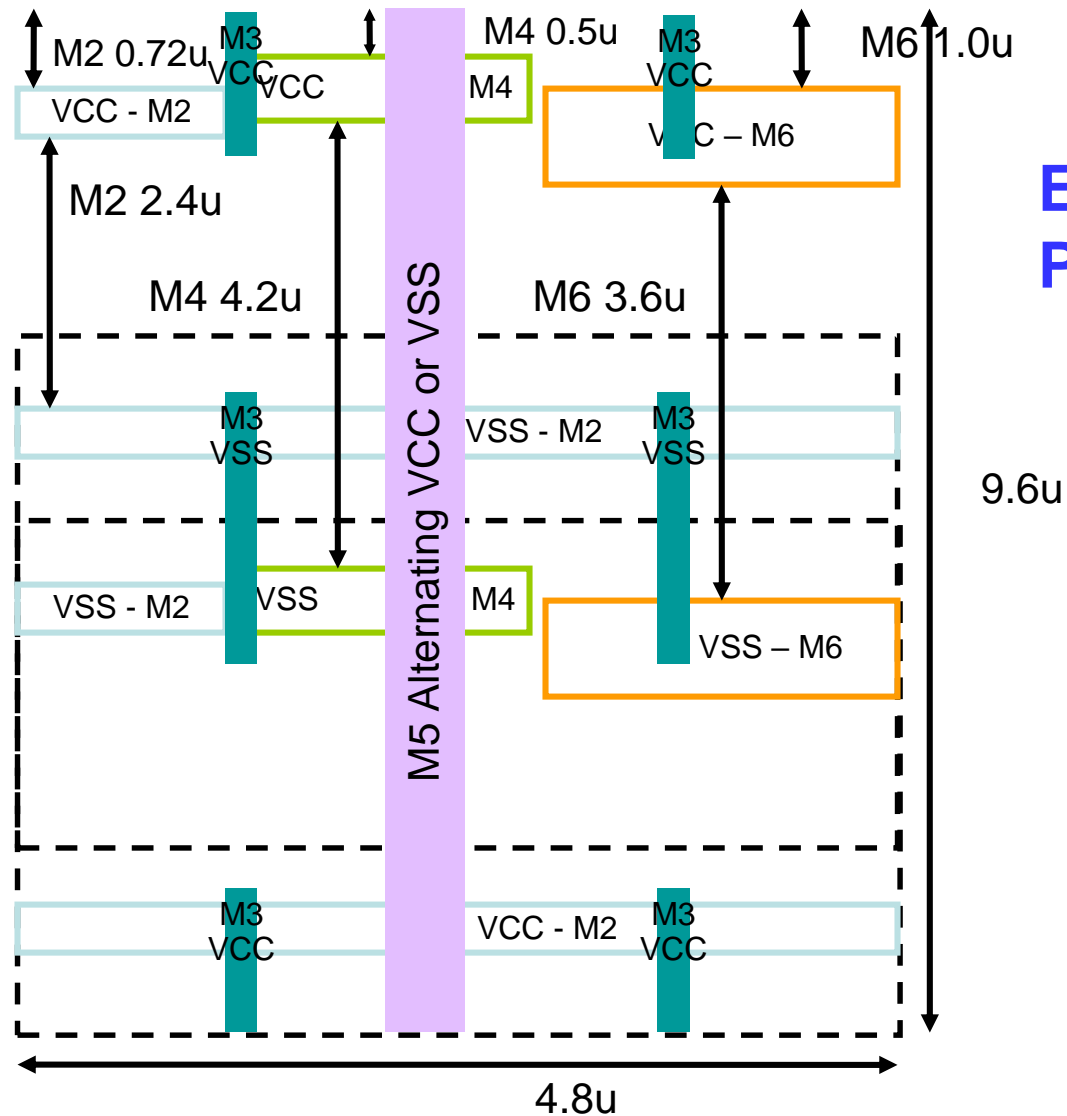 M2 0.72u
M3
VCC
VCC
M4 0.5u
M4
M3
VCC
M6 1.0u
VCC - M2
VCC – M6
M2 2.4u
E
P
M4 4.2u
M6 3.6u
M5 Alternating VCC or VSS
M3
VSS
VSS - M2
M3
VSS
9.6u
VSS - M2
VSS
M4
VSS – M6
M3
VCC
VCC - M2
M3
VCC
4.8u